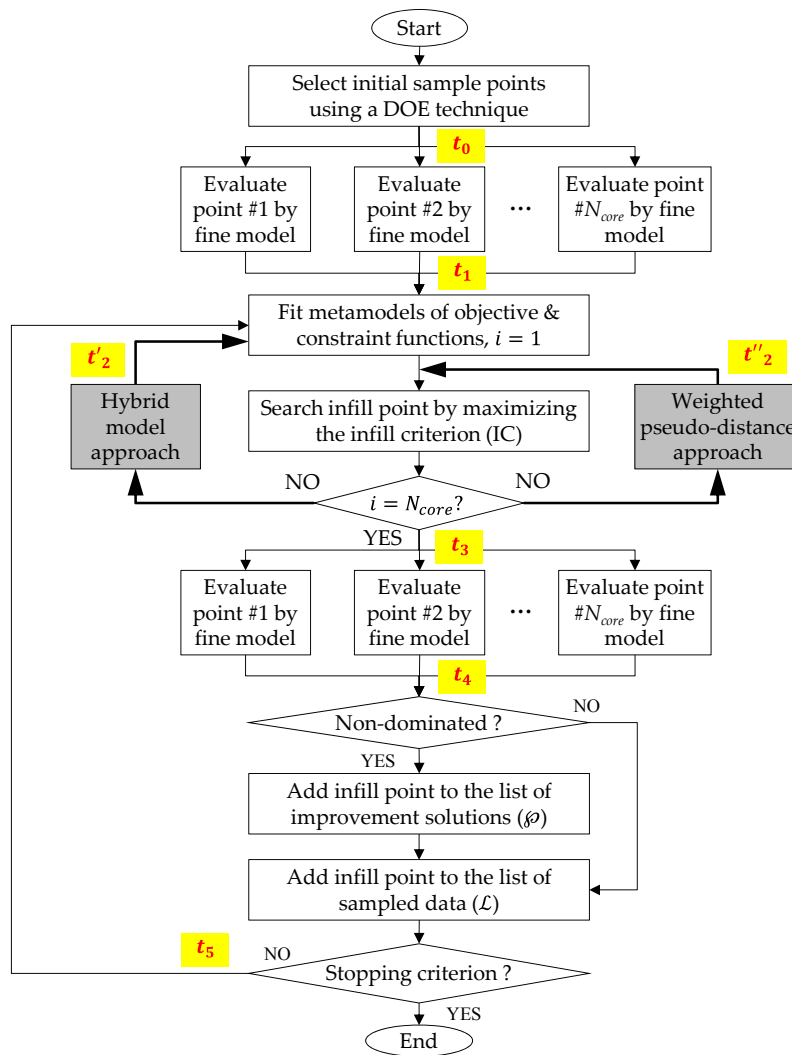 Start
Select initial sample points
using a DOE technique
t₀
Evaluate
point #1 by
fine model
Evaluate
point #2 by
fine model
...
Evaluate point
#N_core by fine
model
t₁
Fit metamodels of objective &
constraint functions, i = 1
t'₂
t''₂
Hybrid
model
approach
Search infill point by maximizing
the infill criterion (IC)
Weighted
pseudo-distance
approach
NO
NO
i = N_core?
YES
t₃
Evaluate
point #1 by
fine model
Evaluate
point #2 by
fine model
...
Evaluate point
#N_core by fine
model
t₄
Non-dominated ?
NO
YES
Add infill point to the list of
improvement solutions (℘)
Add infill point to the list of
sampled data (ℒ)
t₅
NO
Stopping criterion ?
YES
End